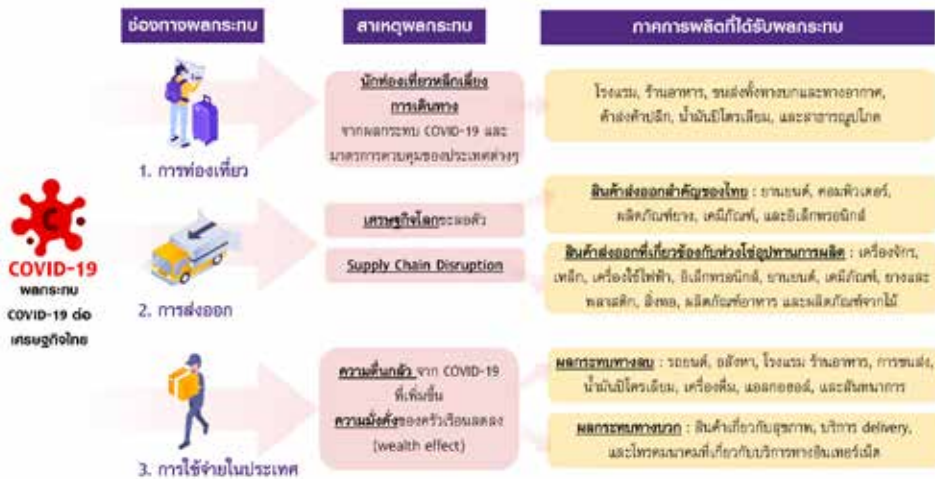 ช่องทางผลกระทบ
สาเหตุผลกระทบ
ภาคการผลิตที่ได้รับผลกระทบ
COVID-19
ผลกระทบ
COVID-19 ต่อ
เศรษฐกิจไทย
1. การท่องเที่ยว
นักท่องเที่ยวหลีกเลี่ยง
การเดินทาง
จากผลกระทบ COVID-19 และ
มาตรการควบคุมของประเทศต่างๆ
โรงแรม, ร้านอาหาร, ขนส่งทั้งทางบกและทางอากาศ,
ค้าส่งค้าปลีก, น้ำมันปิโตรเลียม, และสาธารณูปโภค
2. การส่งออก
เศรษฐกิจโลกชะลอตัว
สินค้าส่งออกสำคัญของไทย : ยานยนต์, คอมพิวเตอร์,
ผลิตภัณฑ์ยาง, เคมีภัณฑ์, และอิเล็กทรอนิกส์
Supply Chain Disruption
สินค้าส่งออกที่เกี่ยวข้องกับห่วงโซ่อุปทานการผลิต : เครื่องจักร,
เหล็ก, เครื่องใช้ไฟฟ้า, อิเล็กทรอนิกส์, ยานยนต์, เคมีภัณฑ์, ยางและ
พลาสติก, สิ่งทอ, ผลิตภัณฑ์อาหาร และผลิตภัณฑ์จากไม้
3. การใช้จ่ายในประเทศ
ความตื่นกลัว จาก COVID-19
ที่เพิ่มขึ้น
ความมั่งคั่งของครัวเรือนลดลง
(wealth effect)
ผลกระทบทางลบ : รถยนต์, อสังหา, โรงแรม ร้านอาหาร, การขนส่ง,
น้ำมันปิโตรเลียม, เครื่องดื่ม, แอลกอฮอล์, และสันทนาการ
ผลกระทบทางบวก : สินค้าเกี่ยวกับสุขภาพ, บริการ delivery,
และโทรคมนาคมที่เกี่ยวกับบริการทางอินเทอร์เน็ต